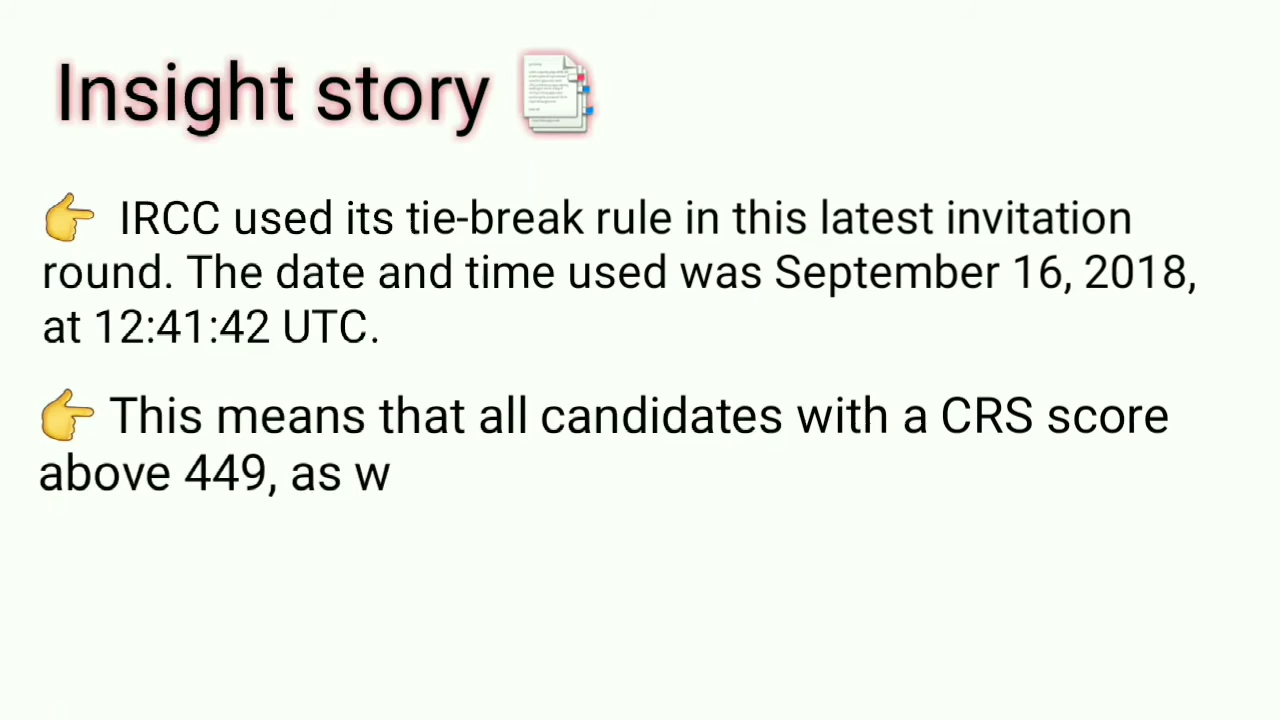 Insight story 📑
👉 IRCC used its tie-break rule in this latest invitation
round. The date and time used was September 16, 2018,
at 12:41:42 UTC.
👉 This means that all candidates with a CRS score
above 449, as w